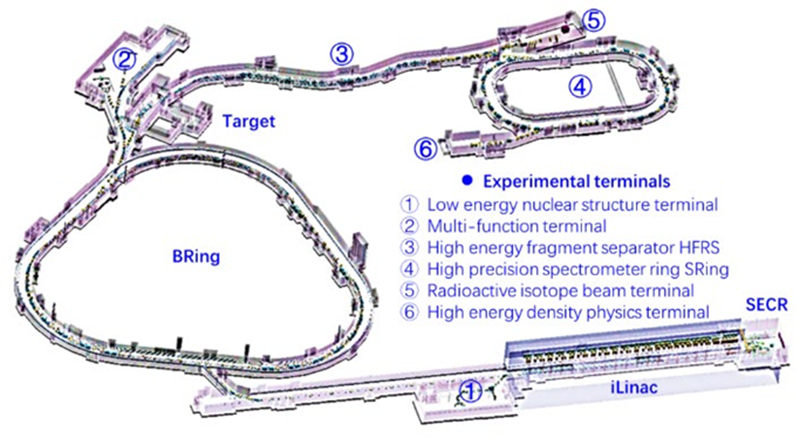 ⑤
③
②
④
Target
⑥
● Experimental terminals
① Low energy nuclear structure terminal
② Multi-function terminal
③ High energy fragment separator HFRS
BRing
④ High precision spectrometer ring SRing
⑤ Radioactive isotope beam terminal
⑥ High energy density physics terminal
SECR
①
iLinac